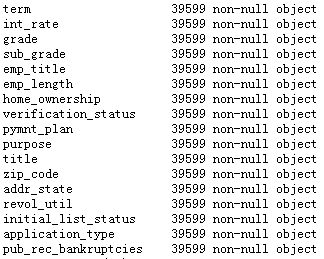 term 39599 non-null object
int_rate 39599 non-null object
grade 39599 non-null object
sub_grade 39599 non-null object
emp_title 39599 non-null object
emp_length 39599 non-null object
home_ownership 39599 non-null object
verification_status 39599 non-null object
pymnt_plan 39599 non-null object
purpose 39599 non-null object
title 39599 non-null object
zip_code 39599 non-null object
addr_state 39599 non-null object
revol_util 39599 non-null object
initial_list_status 39599 non-null object
application_type 39599 non-null object
pub_rec_bankruptcies 39599 non-null object